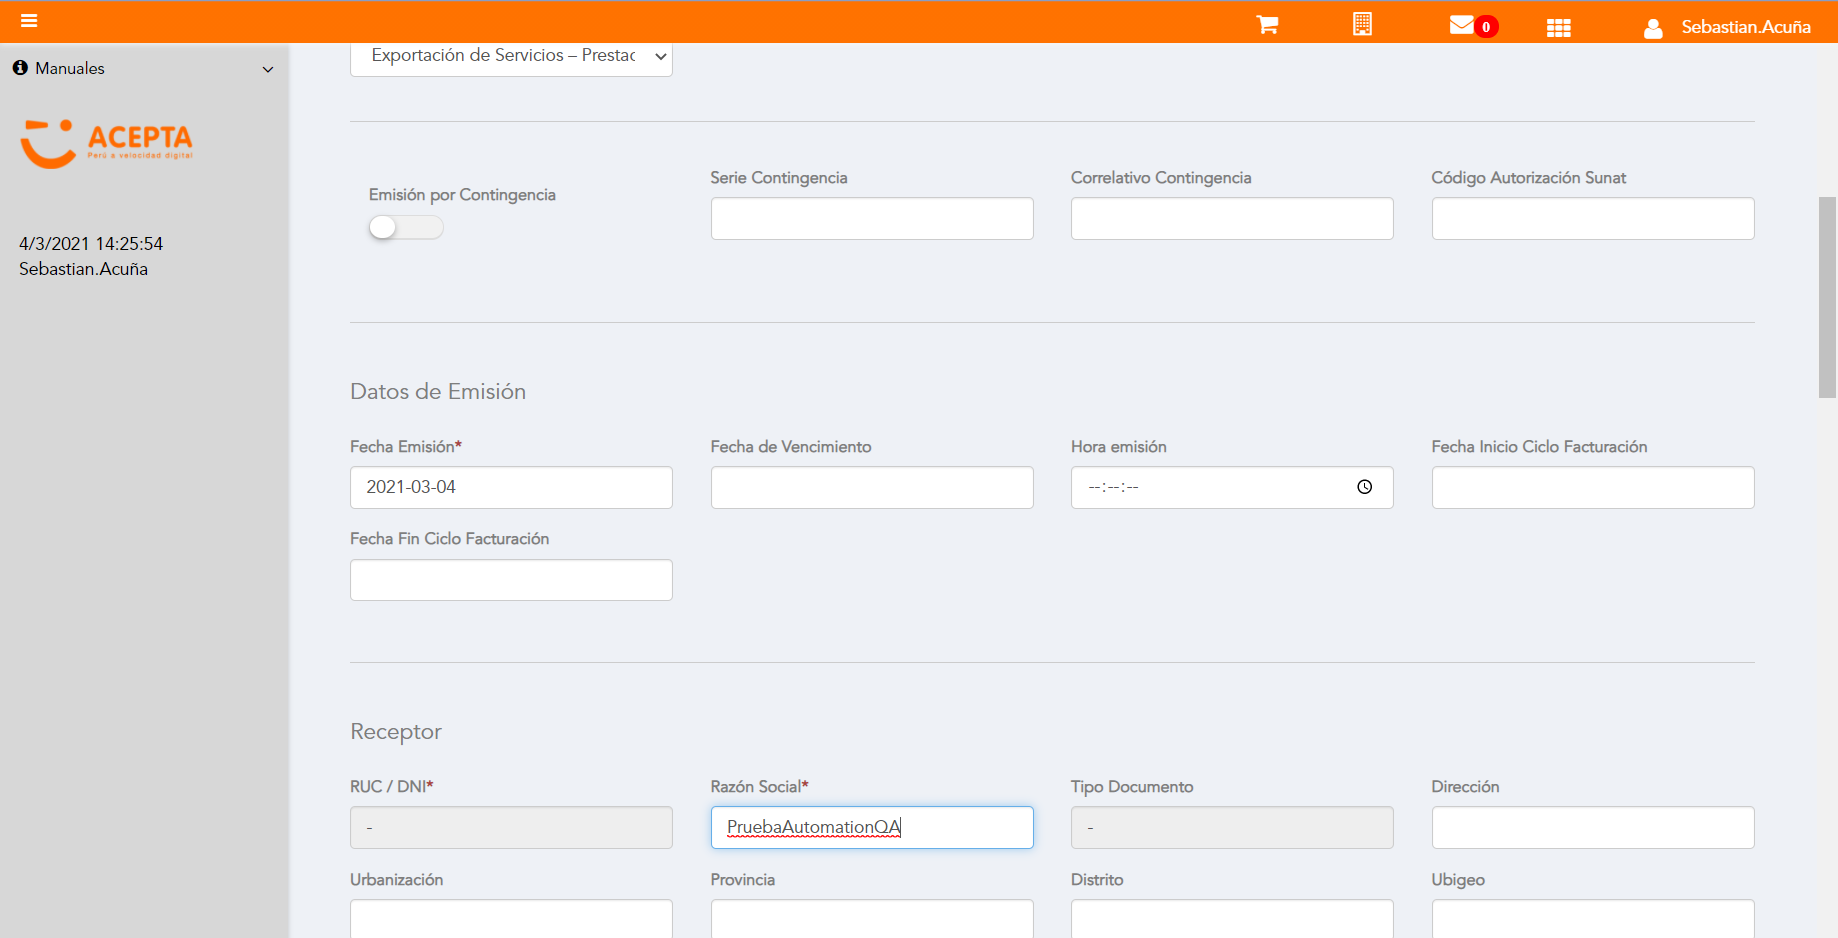 0
Sebastian.Acuña
Manuales
ACEPTA
Perú a velocidad digital
4/3/2021 14:25:54
Sebastian.Acuña
Exportación de Servicios – Prestac
Emisión por Contingencia
Serie Contingencia
Correlativo Contingencia
Código Autorización Sunat
Datos de Emisión
Fecha Emisión*
Fecha de Vencimiento
Hora emisión
Fecha Inicio Ciclo Facturación
2021-03-04
--:--:--
Fecha Fin Ciclo Facturación
Receptor
RUC / DNI*
Razón Social*
Tipo Documento
Dirección
-
PruebaAutomationQA
-
Urbanización
Provincia
Distrito
Ubigeo